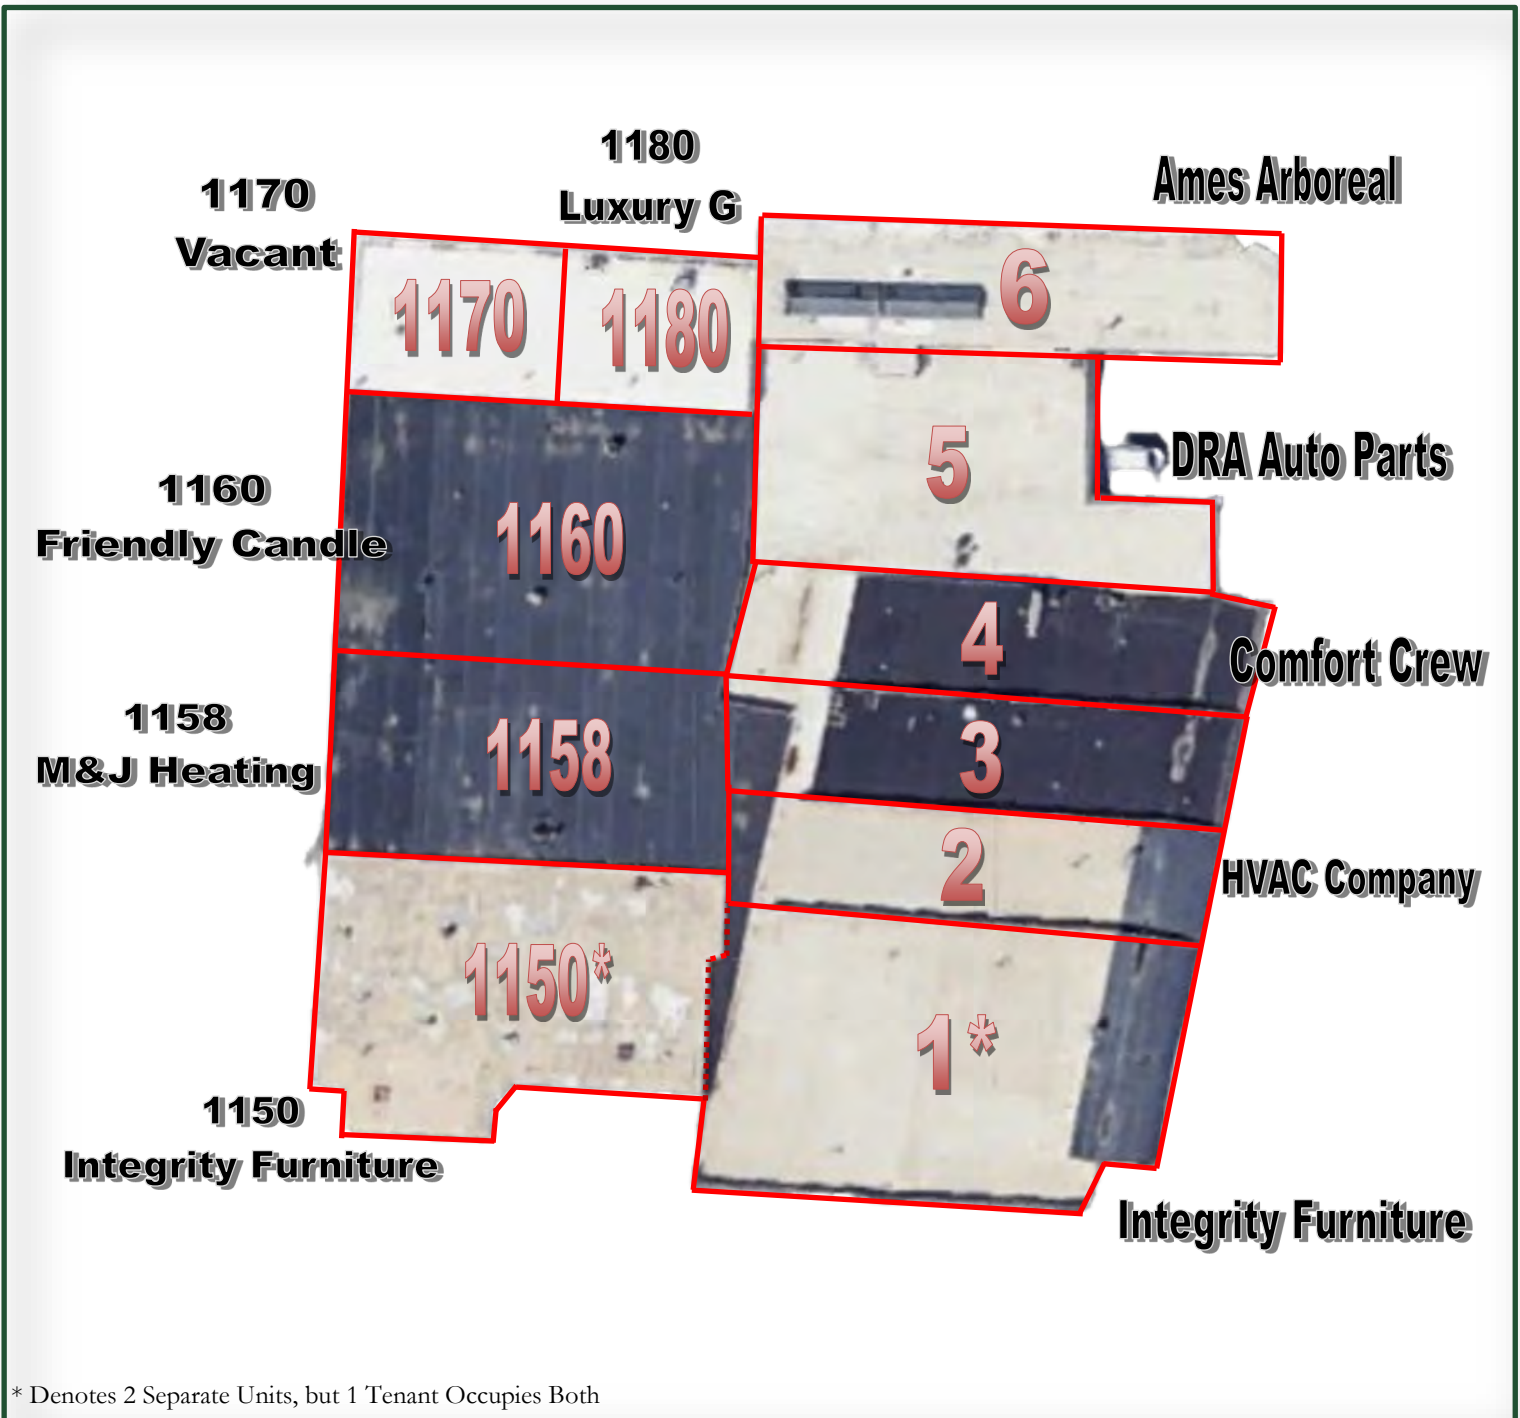 1180
Luxury G
1170
Vacant
Ames Arboreal
6
1170
1180
5
DRA Auto Parts
1160
Friendly Candle
1160
4
Comfort Crew
1158
M&J Heating
1158
3
2
HVAC Company
1150*
1*
1150
Integrity Furniture
Integrity Furniture
* Denotes 2 Separate Units, but 1 Tenant Occupies Both